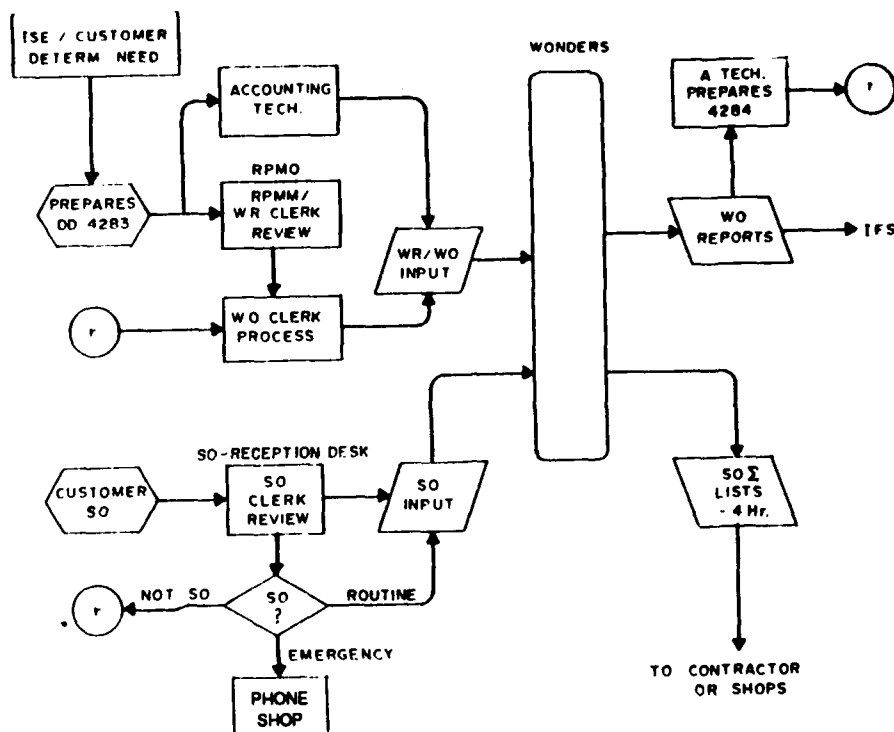 ISE / CUSTOMER
DETERM NEED
WONDERS
A TECH.
PREPARES
4284
r
ACCOUNTING
TECH.
RPMO
PREPARES
DD 4283
RPMM/
WR CLERK
REVIEW
WR/WO
INPUT
WO
REPORTS
IFS
r
WO CLERK
PROCESS
SO-RECEPTION DESK
CUSTOMER
SO
SO
CLERK
REVIEW
SO
INPUT
SO Σ
LISTS
- 4 Hr.
r
NOT SO
SO
?
ROUTINE
EMERGENCY
PHONE
SHOP
TO CONTRACTOR
OR SHOPS